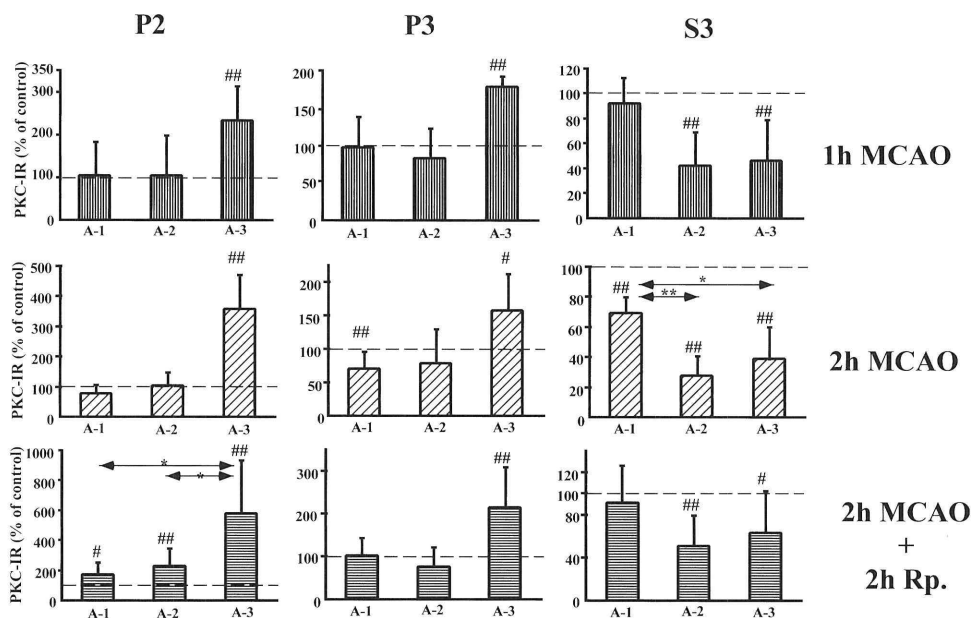 P2
P3
S3
PKC-IR (% of control)
350
300
200
100
0
##
A-1
A-2
A-3
200
150
100
50
0
##
A-1
A-2
A-3
120
100
80
60
40
20
0
##
##
A-1
A-2
A-3
1h MCAO
PKC-IR (% of control)
500
400
300
200
100
0
##
A-1
A-2
A-3
200
150
100
50
0
##
#
A-1
A-2
A-3
100
80
60
40
20
0
##
**
*
##
##
A-1
A-2
A-3
2h MCAO
PKC-IR (% of control)
1000
800
600
400
200
100
0
*
*
#
##
##
A-1
A-2
A-3
300
200
100
0
##
A-1
A-2
A-3
120
100
80
40
0
##
#
A-1
A-2
A-3
2h MCAO
+
2h Rp.